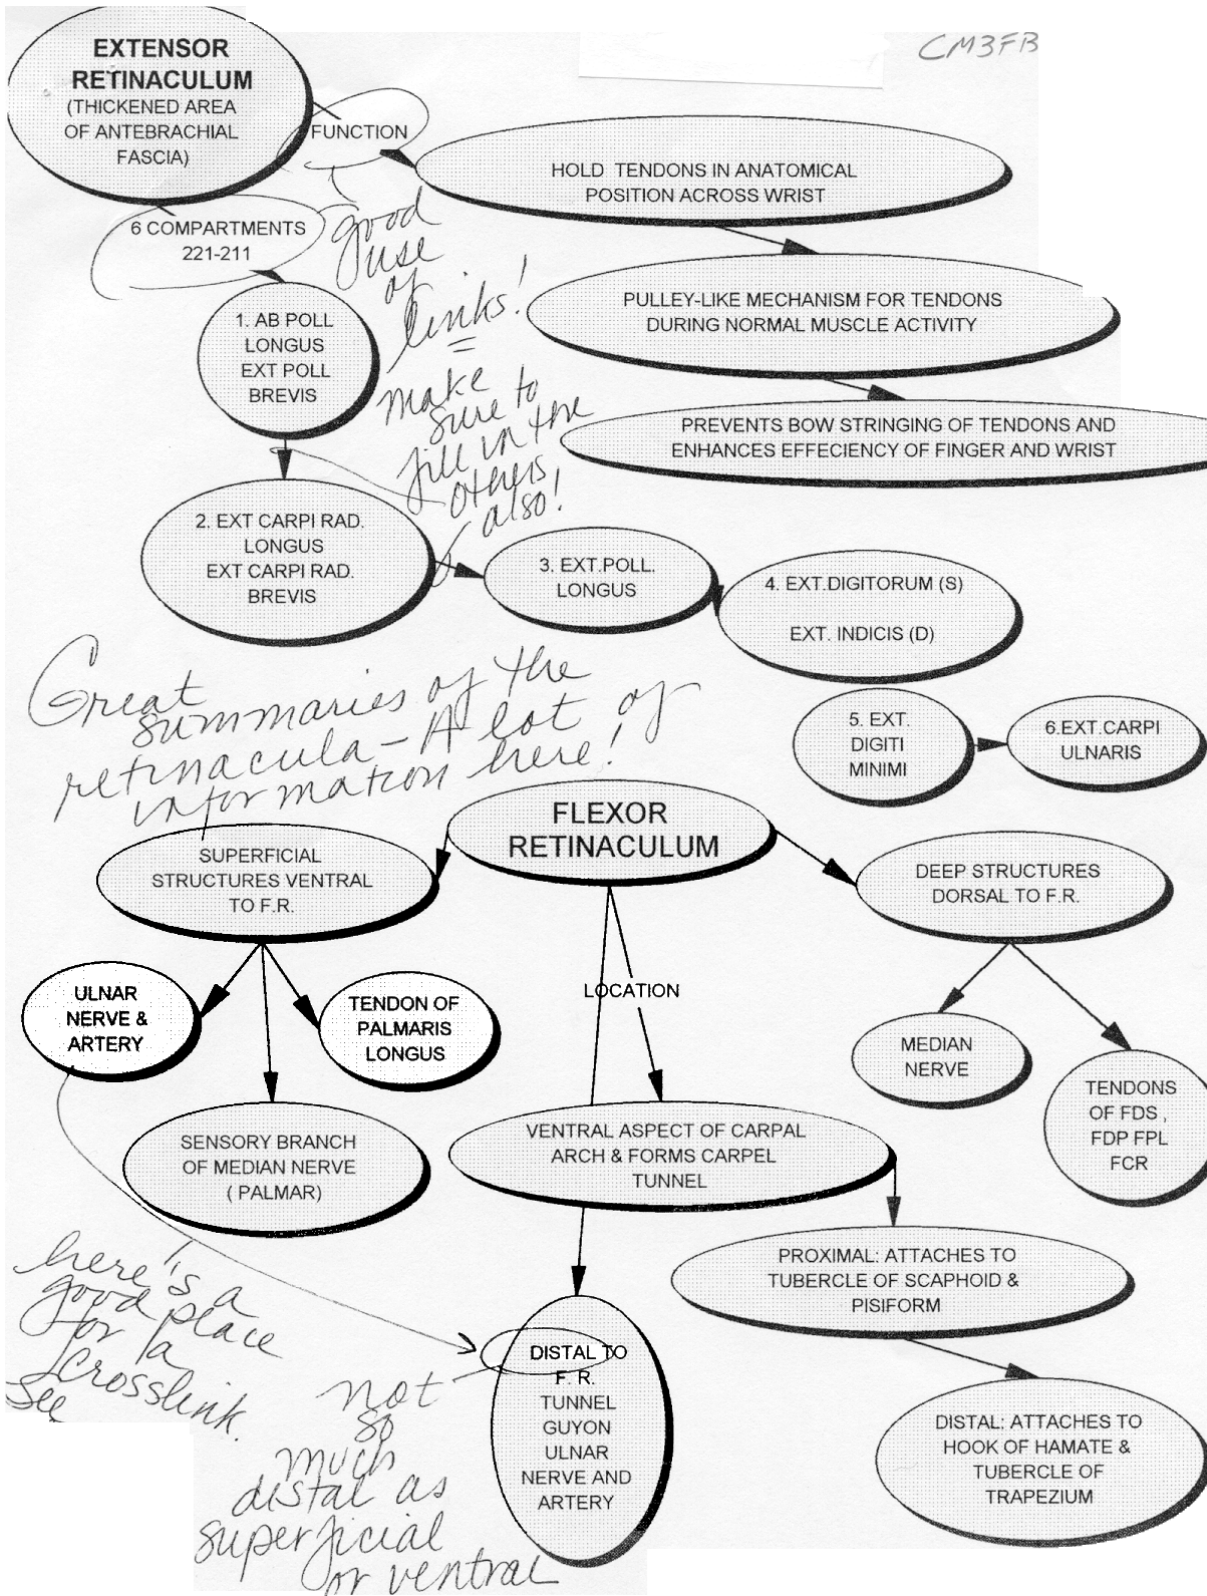 CM3FB
EXTENSOR
RETINACULUM
(THICKENED AREA
OF ANTEBRACHIAL
FASCIA)
FUNCTION
HOLD TENDONS IN ANATOMICAL
POSITION ACROSS WRIST
6 COMPARTMENTS
221-211
good
use
of
links!
PULLEY-LIKE MECHANISM FOR TENDONS
DURING NORMAL MUSCLE ACTIVITY
1. AB POLL
LONGUS
EXT POLL
BREVIS
make
sure to
fill in the
others
also!
PREVENTS BOW STRINGING OF TENDONS AND
ENHANCES EFFECIENCY OF FINGER AND WRIST
2. EXT CARPI RAD.
LONGUS
EXT CARPI RAD.
BREVIS
3. EXT.POLL.
LONGUS
4. EXT.DIGITORUM (S)
EXT. INDICIS (D)
5. EXT.
DIGITI
MINIMI
6.EXT.CARPI
ULNARIS
Great
summaries of the
retinacula - A lot of
information here!
FLEXOR
RETINACULUM
SUPERFICIAL
STRUCTURES VENTRAL
TO F.R.
DEEP STRUCTURES
DORSAL TO F.R.
ULNAR
NERVE &
ARTERY
TENDON OF
PALMARIS
LONGUS
LOCATION
MEDIAN
NERVE
TENDONS
OF FDS ,
FDP FPL
FCR
SENSORY BRANCH
OF MEDIAN NERVE
( PALMAR)
VENTRAL ASPECT OF CARPAL
ARCH & FORMS CARPEL
TUNNEL
PROXIMAL: ATTACHES TO
TUBERCLE OF SCAPHOID &
PISIFORM
here's a
good place
for a
crosslink.
See
DISTAL TO
F. R.
TUNNEL
GUYON
ULNAR
NERVE AND
ARTERY
not
so
much
distal as
superficial
or ventral
DISTAL: ATTACHES TO
HOOK OF HAMATE &
TUBERCLE OF
TRAPEZIUM